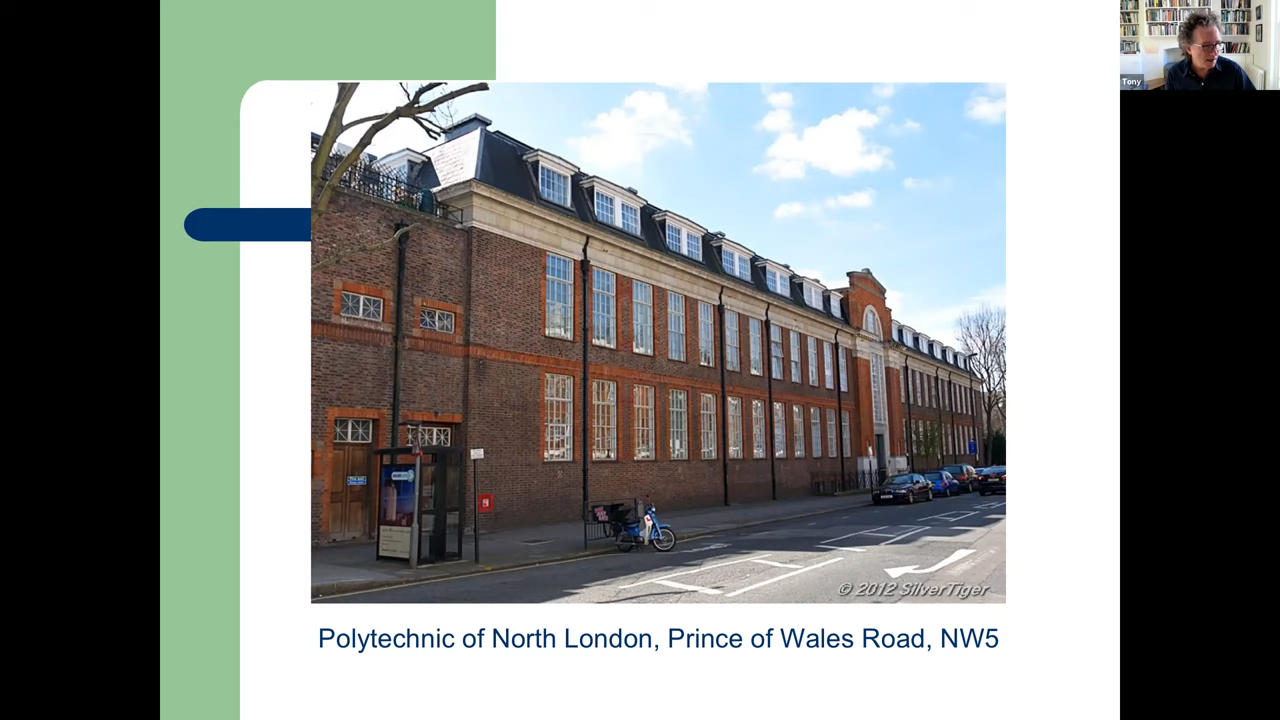 Tony
© 2012 SilverTiger
Polytechnic of North London, Prince of Wales Road, NW5